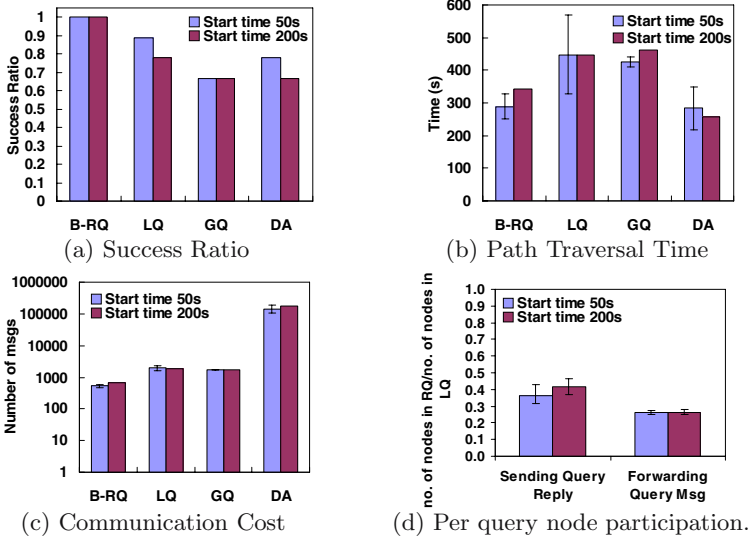 Success Ratio
1
0.9
0.8
0.7
0.6
0.5
0.4
0.3
0.2
0.1
0
Start time 50s
Start time 200s
B-RQ LQ GQ DA
(a) Success Ratio
Time (s)
600
500
400
300
200
100
0
Start time 50s
Start time 200s
B-RQ LQ GQ DA
(b) Path Traversal Time
Number of msgs
1000000
100000
10000
1000
100
10
1
Start time 50s
Start time 200s
B-RQ LQ GQ DA
(c) Communication Cost
no. of nodes in RQ/no. of nodes in
LQ
1.0
0.9
0.8
0.7
0.6
0.5
0.4
0.3
0.2
0.1
0.0
Start time 50s
Start time 200s
Sending Query Forwarding
Reply Query Msg
(d) Per query node participation.